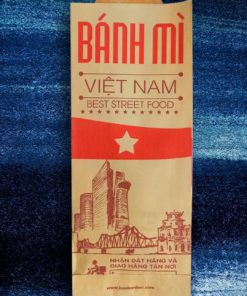 BÁNH MÌ
VIỆT NAM
BEST STREET FOOD
NHẬN ĐẶT HÀNG VÀ
GIAO HÀNG TẬN NƠI